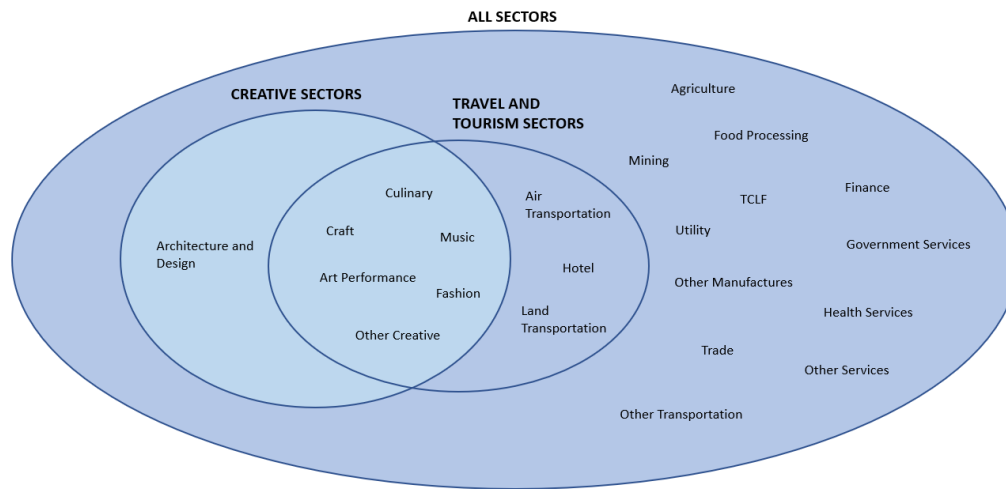 ALL SECTORS
CREATIVE SECTORS
TRAVEL AND
TOURISM SECTORS
Agriculture
Food Processing
Mining
Finance
TCLF
Utility
Government Services
Other Manufactures
Health Services
Trade
Other Services
Other Transportation
Culinary
Craft
Music
Architecture and
Design
Art Performance
Fashion
Other Creative
Air
Transportation
Hotel
Land
Transportation